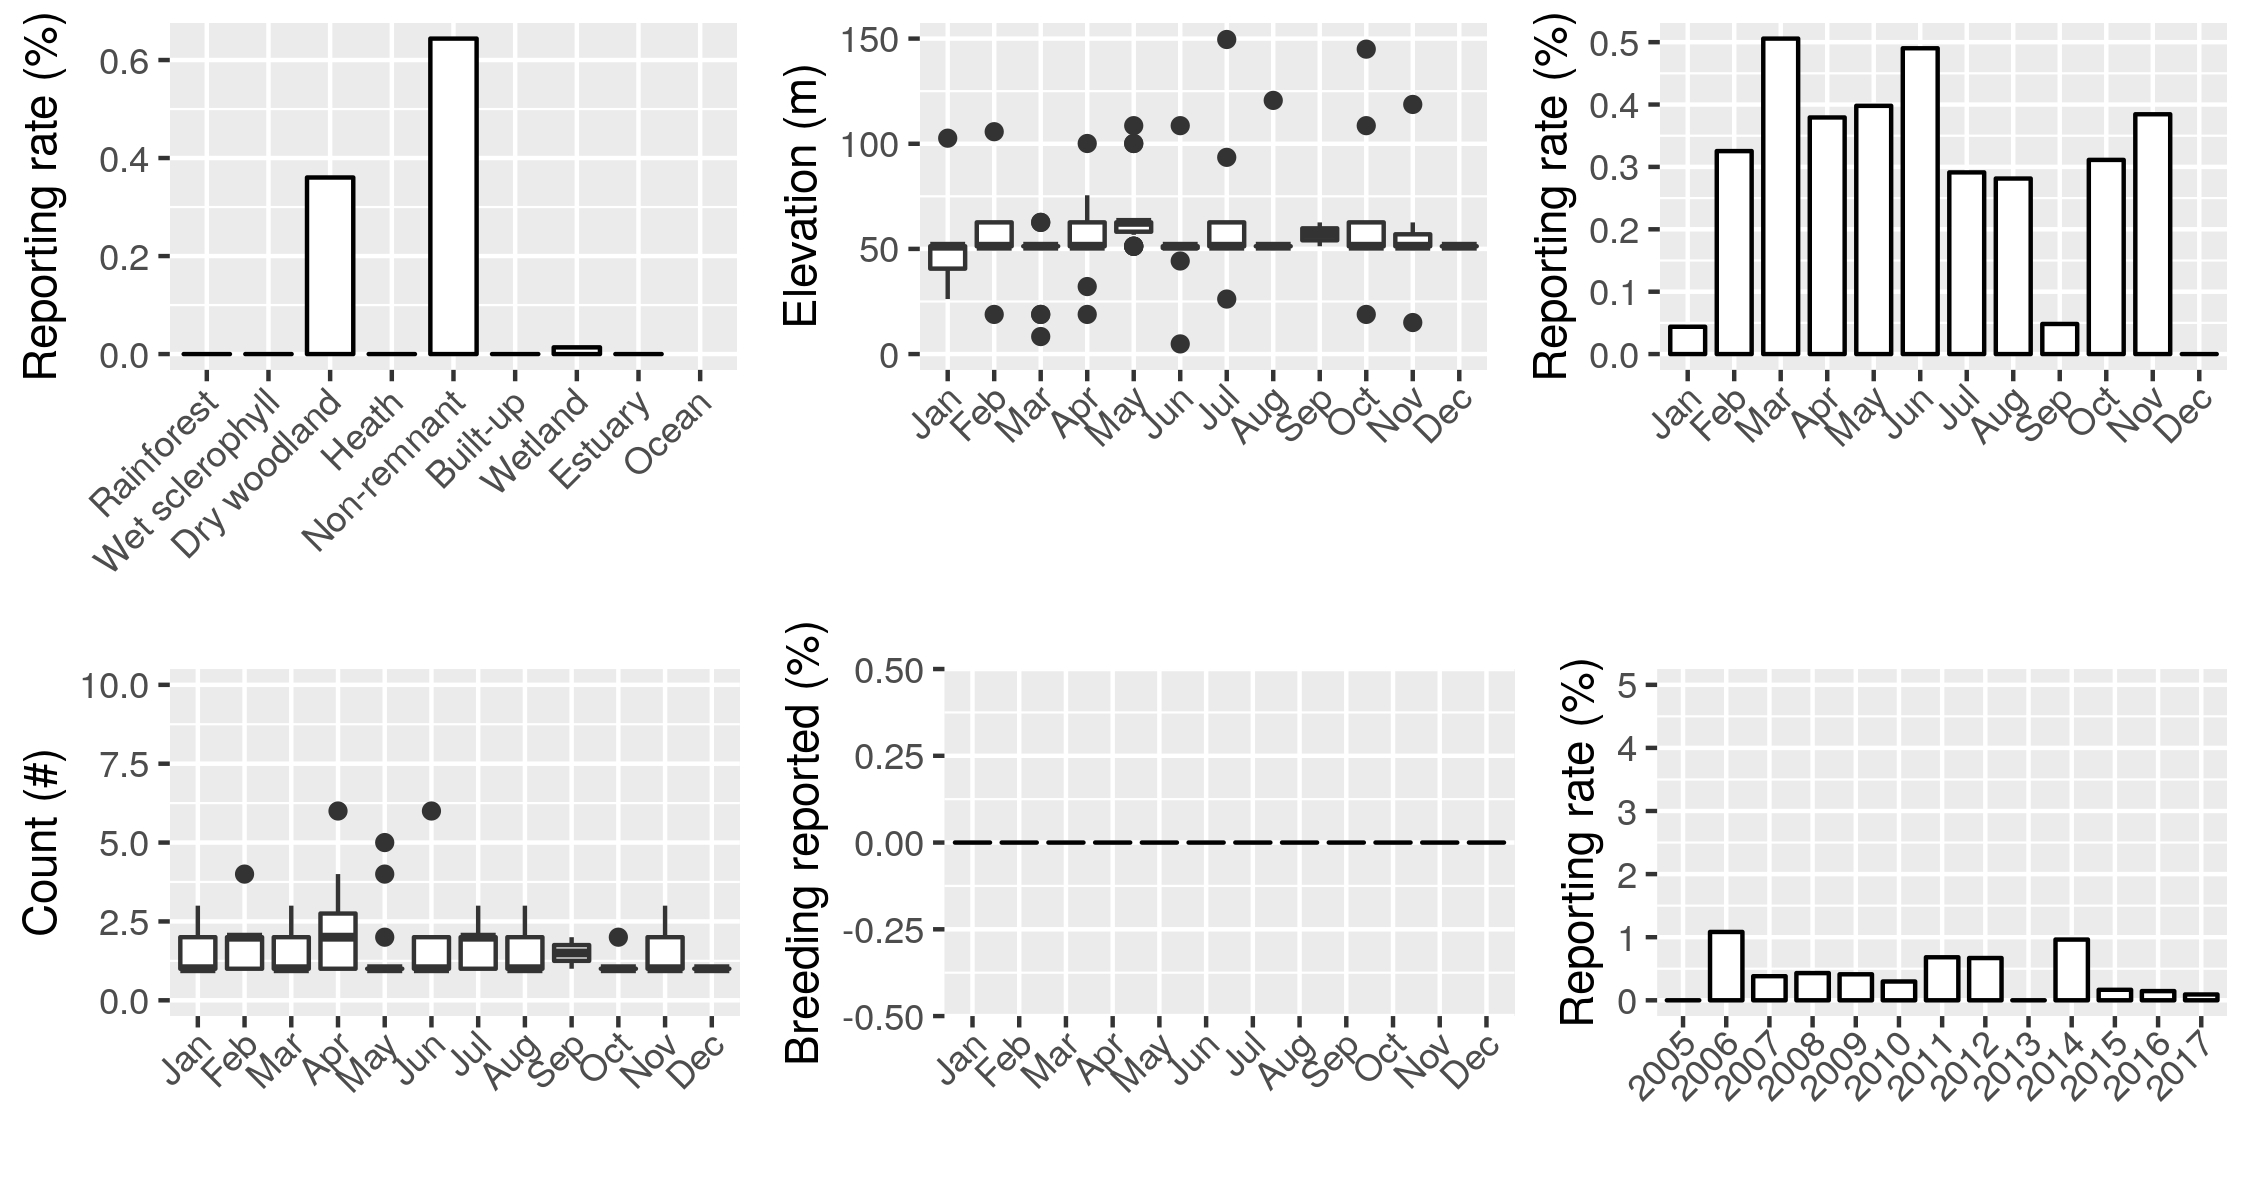 Reporting rate (%)
0.6
0.4
0.2
0.0
Rainforest
Wet sclerophyll
Dry woodland
Heath
Non-remnant
Built-up
Wetland
Estuary
Ocean
Elevation (m)
150
100
50
0
Jan
Feb
Mar
Apr
May
Jun
Jul
Aug
Sep
Oct
Nov
Dec
Reporting rate (%)
0.5
0.4
0.3
0.2
0.1
0.0
Jan
Feb
Mar
Apr
May
Jun
Jul
Aug
Sep
Oct
Nov
Dec
Count (#)
10.0
7.5
5.0
2.5
0.0
Jan
Feb
Mar
Apr
May
Jun
Jul
Aug
Sep
Oct
Nov
Dec
Breeding reported (%)
0.50
0.25
0.00
-0.25
-0.50
Jan
Feb
Mar
Apr
May
Jun
Jul
Aug
Sep
Oct
Nov
Dec
Reporting rate (%)
5
4
3
2
1
0
2005
2006
2007
2008
2009
2010
2011
2012
2013
2014
2015
2016
2017